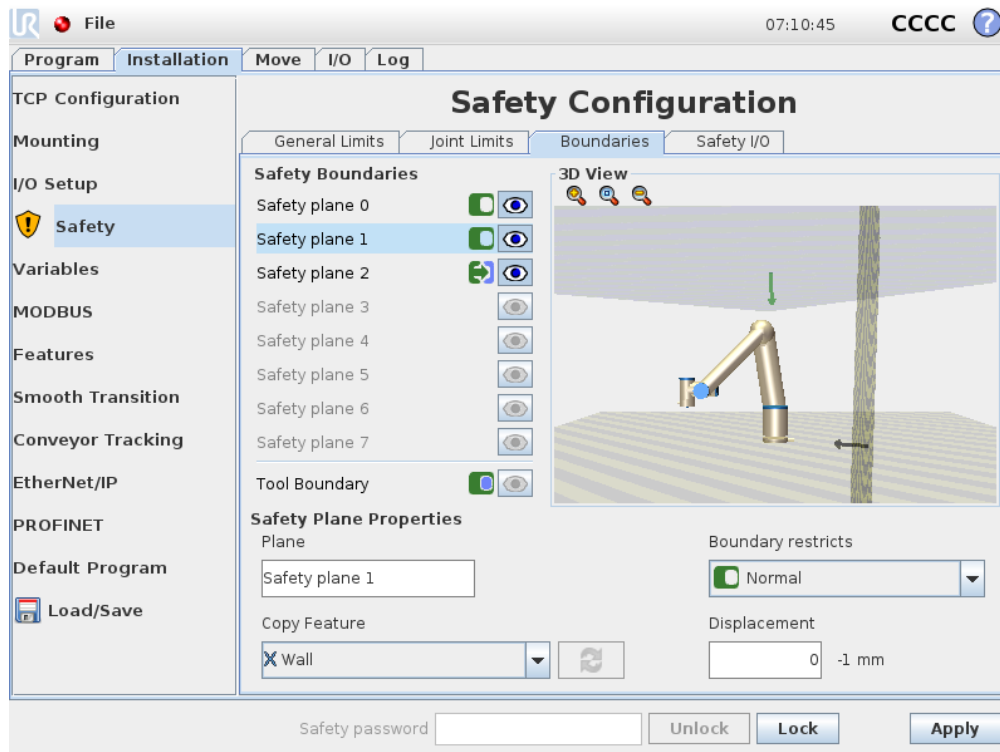 UR File 07:10:45 CCCC ?
Program Installation Move I/O Log
TCP Configuration
Mounting
I/O Setup
Safety
Variables
MODBUS
Features
Smooth Transition
Conveyor Tracking
EtherNet/IP
PROFINET
Default Program
Load/Save
Safety Configuration
General Limits Joint Limits Boundaries Safety I/O
Safety Boundaries
Safety plane 0
Safety plane 1
Safety plane 2
Safety plane 3
Safety plane 4
Safety plane 5
Safety plane 6
Safety plane 7
Tool Boundary
3D View
Safety Plane Properties
Plane
Safety plane 1
Boundary restricts
Normal
Copy Feature
Wall
Displacement
0 -1 mm
Safety password Unlock Lock Apply